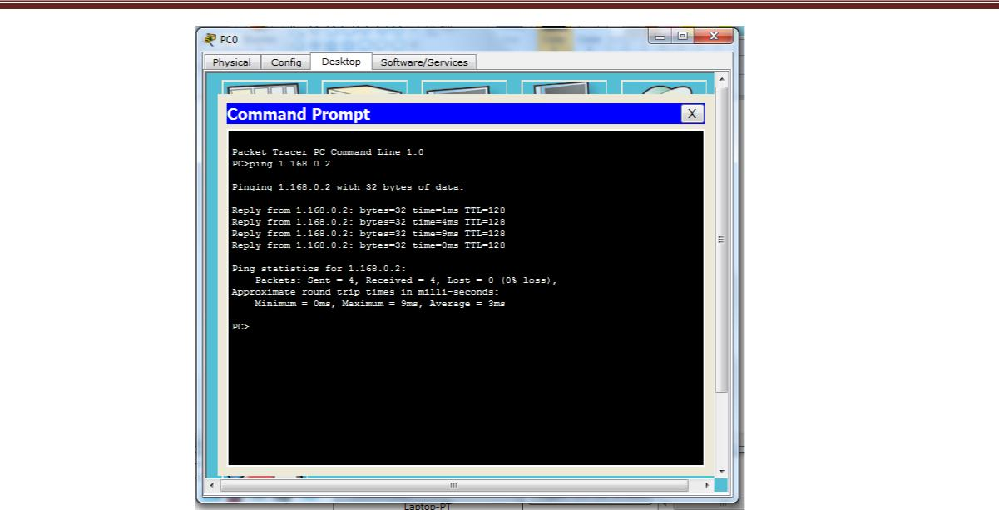 PC0
Physical Config Desktop Software/Services
Command Prompt X
Packet Tracer PC Command Line 1.0
PC>ping 1.168.0.2
Pinging 1.168.0.2 with 32 bytes of data:
Reply from 1.168.0.2: bytes=32 time=1ms TTL=128
Reply from 1.168.0.2: bytes=32 time=4ms TTL=128
Reply from 1.168.0.2: bytes=32 time=9ms TTL=128
Reply from 1.168.0.2: bytes=32 time=0ms TTL=128
Ping statistics for 1.168.0.2:
Packets: Sent = 4, Received = 4, Lost = 0 (0% loss),
Approximate round trip times in milli-seconds:
Minimum = 0ms, Maximum = 9ms, Average = 3ms
PC>
Laptop-PT